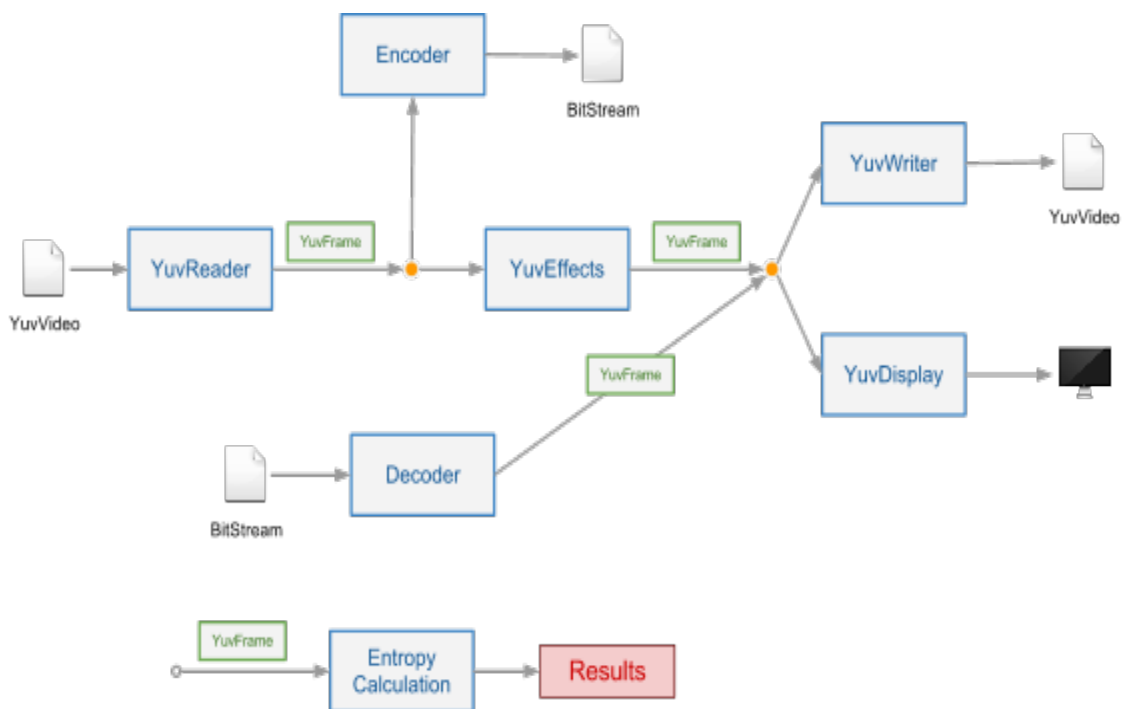 Encoder
BitStream
YuvWriter
YuvVideo
YuvFrame
YuvFrame
YuvReader
YuvEffects
YuvVideo
YuvFrame
YuvDisplay
Decoder
BitStream
YuvFrame
Entropy
Calculation
Results